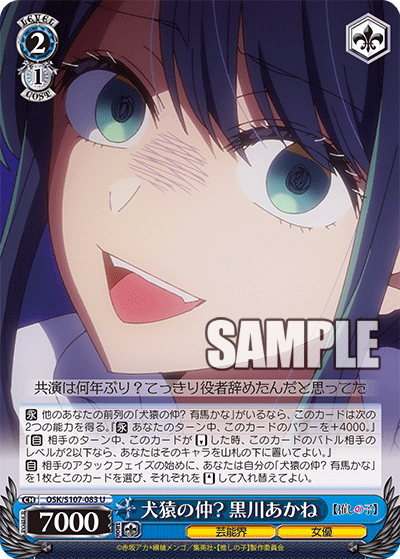 LEVEL
2
1
COST
SAMPLE
共演は何年ぶり？てっきり役者辞めたんだと思ってた
永 他のあなたの前列の「犬猿の仲? 有馬かな」がいるなら、このカードは次の
2つの能力を得る。『永 あなたのターン中、このカードのパワーを+4000。』
『自 相手のターン中、このカードが した時、このカードのバトル相手のレ
ベルが2以下なら、あなたはそのキャラを山札の下に置いてよい。』
自 相手のアタックフェイズの始めに、あなたは自分の「犬猿の仲? 有馬かな」を
1枚とこのカードを選び、それぞれを、入れ替えてよい。
CH
OSK/S107-083 U
7000
犬猿の仲? 黒川あかね
【推しの子】
芸能界
女優
©赤坂アカ×横槍メンゴ／集英社・【推しの子】製作委員会